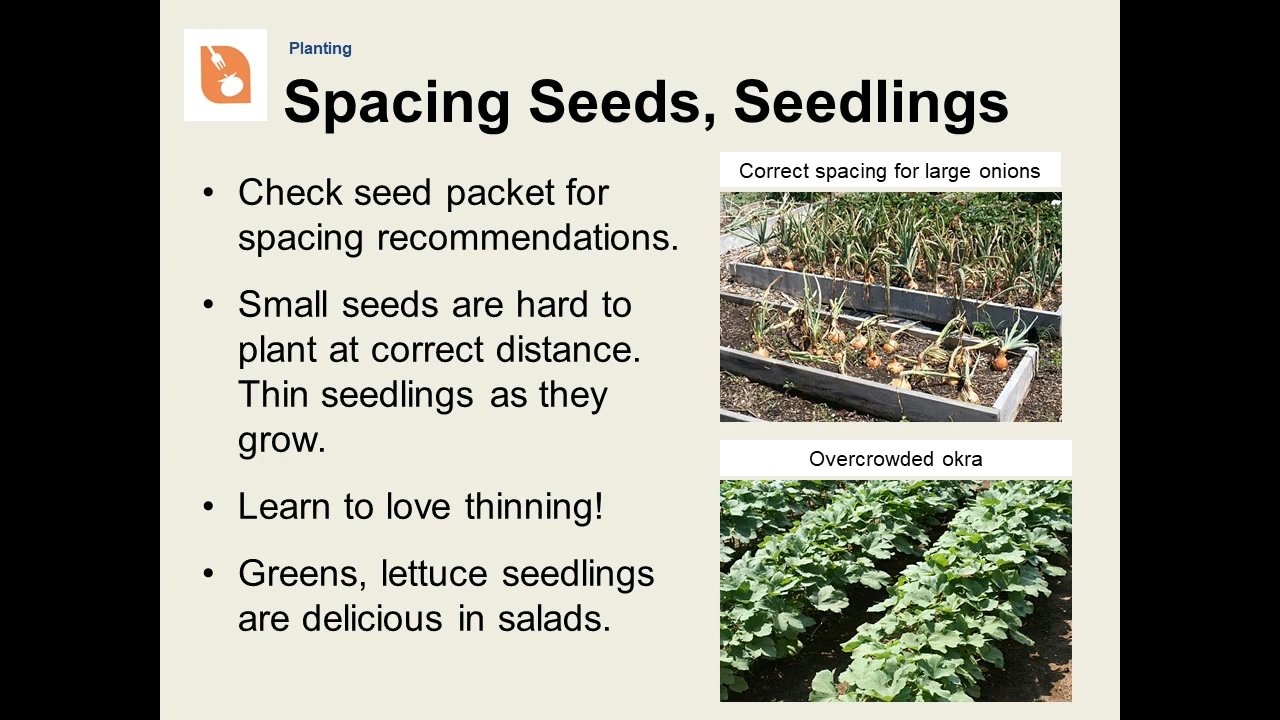 Planting
Spacing Seeds, Seedlings
• Check seed packet for
spacing recommendations.
• Small seeds are hard to
plant at correct distance.
Thin seedlings as they
grow.
• Learn to love thinning!
• Greens, lettuce seedlings
are delicious in salads.
Correct spacing for large onions
Overcrowded okra